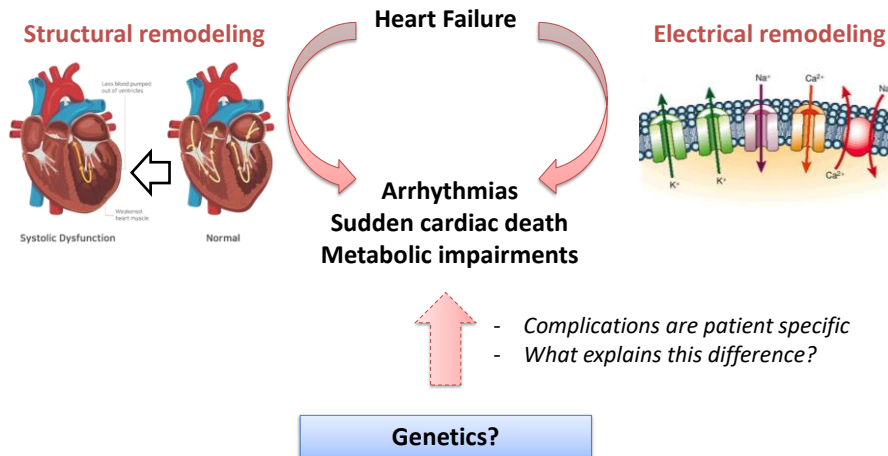 Heart Failure
Structural remodeling
Electrical remodeling
Less blood pumped
out of ventricles
Weakened
heart muscle
Systolic Dysfunction
Normal
Na⁺
Ca²⁺
Na
K⁺
K⁺
Ca²⁺
Arrhythmias
Sudden cardiac death
Metabolic impairments
- Complications are patient specific
- What explains this difference?
Genetics?